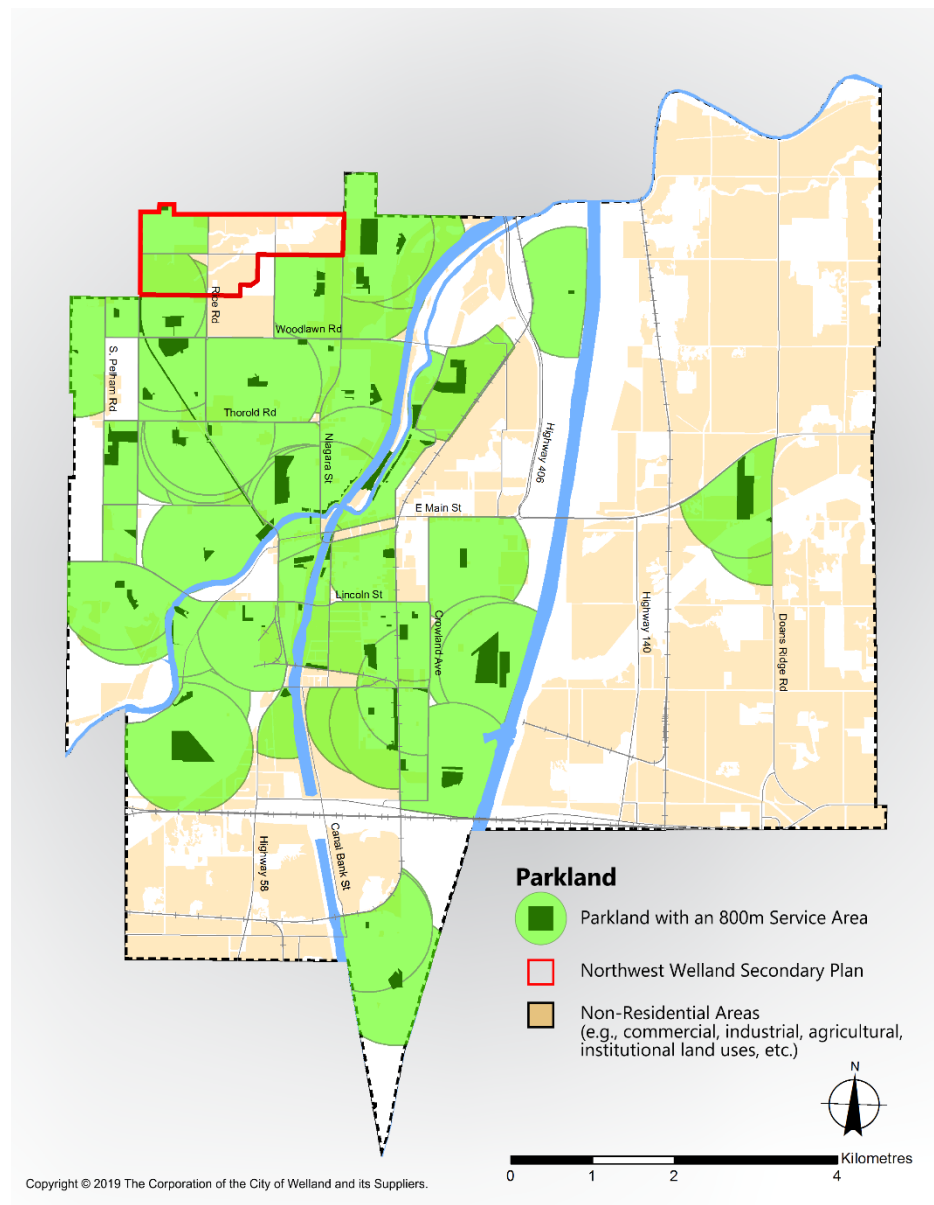 Rice Rd
Woodlawn Rd
S. Pelham Rd
Thorold Rd
Niagara St
Highway 406
E Main St
Lincoln St
Crowland Ave
Highway 140
Doans Ridge Rd
Canal Bank St
Highway 58
Parkland
Parkland with an 800m Service Area
Northwest Welland Secondary Plan
Non-Residential Areas
(e.g., commercial, industrial, agricultural,
institutional land uses, etc.)
N
Kilometres
0 1 2 4
Copyright © 2019 The Corporation of the City of Welland and its Suppliers.